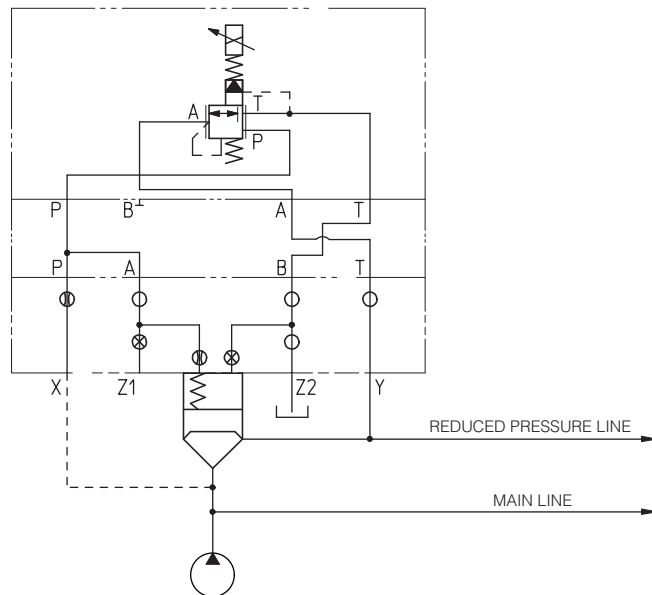 A T
P
P B A T
P A B T
X Z1 Z2 Y
REDUCED PRESSURE LINE
MAIN LINE